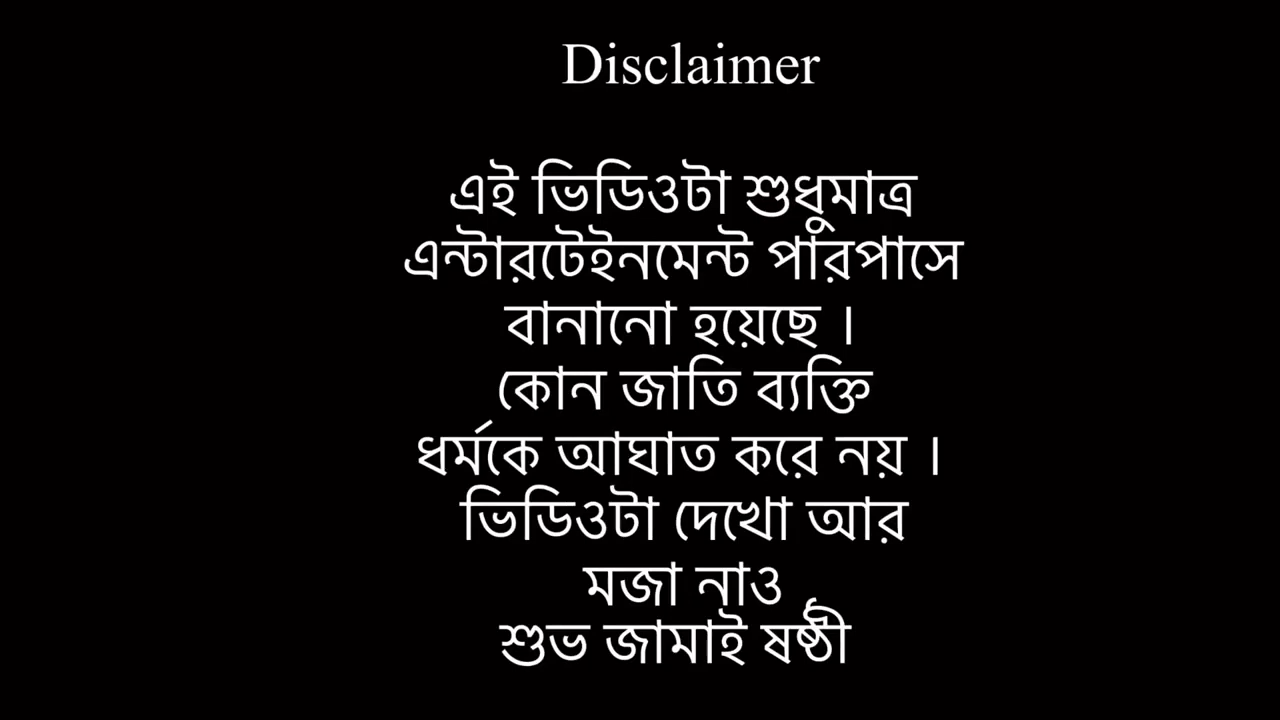 Disclaimer
এই ভিডিওটা শুধুমাত্র
এন্টারটেইনমেন্ট পারপাসে
বানানো হয়েছে ।
কোন জাতি ব্যক্তি
ধর্মকে আঘাত করে নয় ।
ভিডিওটা দেখো আর
মজা নাও
শুভ জামাই ষষ্ঠী